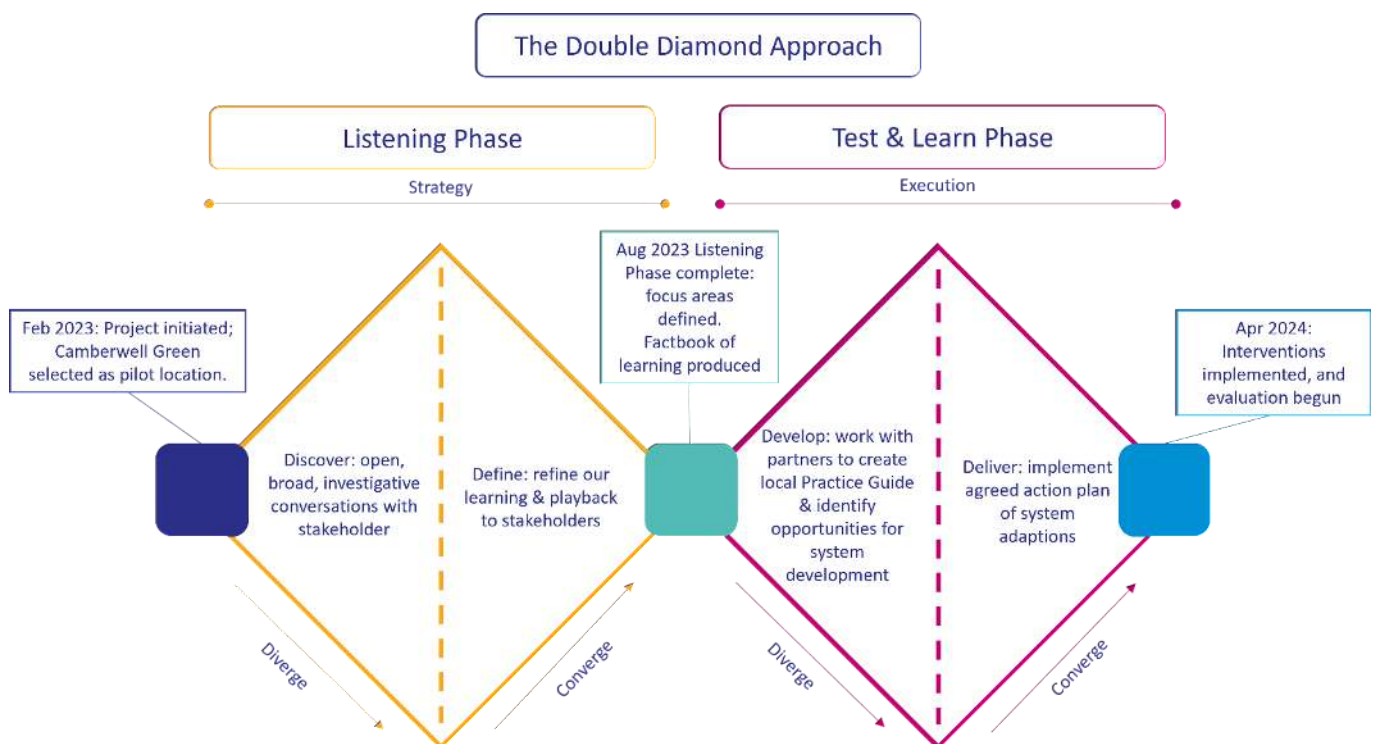 The Double Diamond Approach
Listening Phase
Test & Learn Phase
Strategy
Execution
Feb 2023: Project initiated;
Camberwell Green
selected as pilot location.
Aug 2023 Listening
Phase complete:
focus areas
defined.
Factbook of
learning produced
Apr 2024:
Interventions
implemented, and
evaluation begun
Discover: open,
broad, investigative
conversations with
stakeholder
Define: refine our
learning & playback
to stakeholders
Develop: work with
partners to create
local Practice Guide
& identify
opportunities for
system
development
Deliver: implement
agreed action plan
of system
adaptions
Diverge
Converge
Diverge
Converge